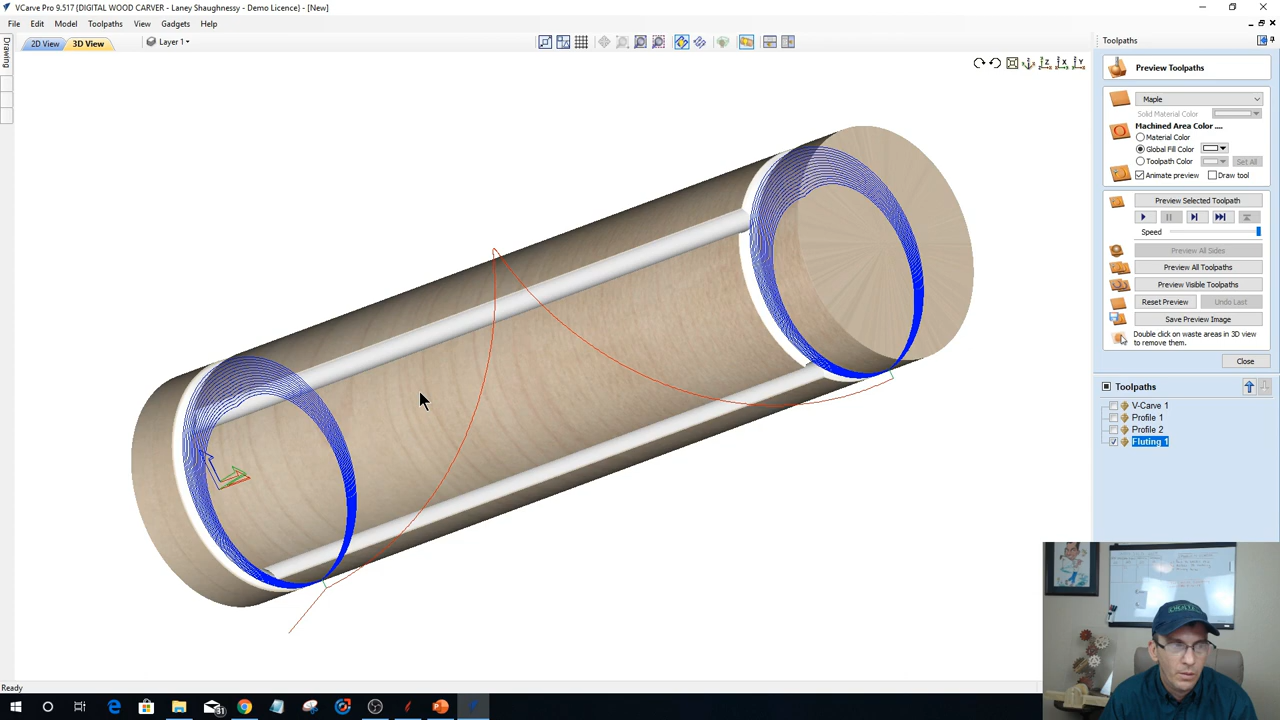 VCarve Pro 9.517 {DIGITAL WOOD CARVER - Laney Shaughnessy - Demo Licence} - [New]
File Edit Model Toolpaths View Gadgets Help
2D View 3D View Layer 1
Drawing
Toolpaths
Preview Toolpaths
Maple
Solid Material Color
Machined Area Color ....
Material Color
Global Fill Color
Toolpath Color Set All
Animate preview Draw tool
Preview Selected Toolpath
Speed
Preview All Sides
Preview All Toolpaths
Preview Visible Toolpaths
Reset Preview Undo Last
Save Preview Image
Double click on waste areas in 3D view
to remove them.
Close
Toolpaths
V-Carve 1
Profile 1
Profile 2
Fluting 1
Ready